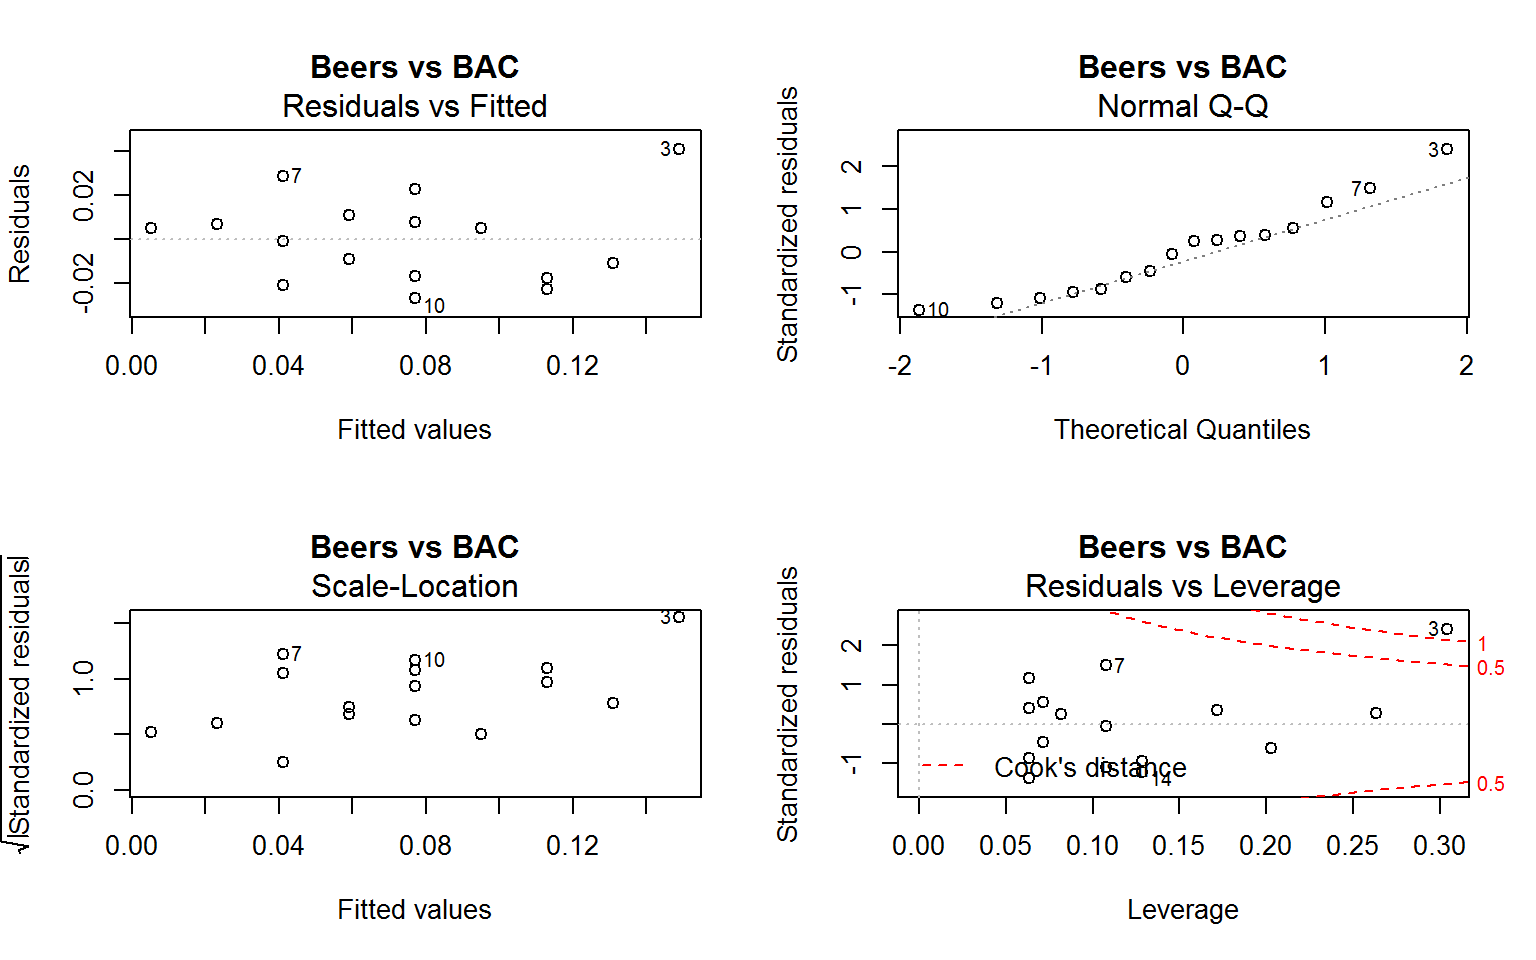 Beers vs BAC
Residuals vs Fitted
Residuals
0.02
-0.02
3
7
10
0.00 0.04 0.08 0.12
Fitted values
Beers vs BAC
Normal Q-Q
Standardized residuals
2
1
0
-1
3
7
10
-2 -1 0 1 2
Theoretical Quantiles
Beers vs BAC
Scale-Location
√|Standardized residuals|
1.0
0.0
3
7
10
0.00 0.04 0.08 0.12
Fitted values
Beers vs BAC
Residuals vs Leverage
Standardized residuals
2
1
-1
3
7
14
1
0.5
0.5
Cook's distance
0.00 0.05 0.10 0.15 0.20 0.25 0.30
Leverage